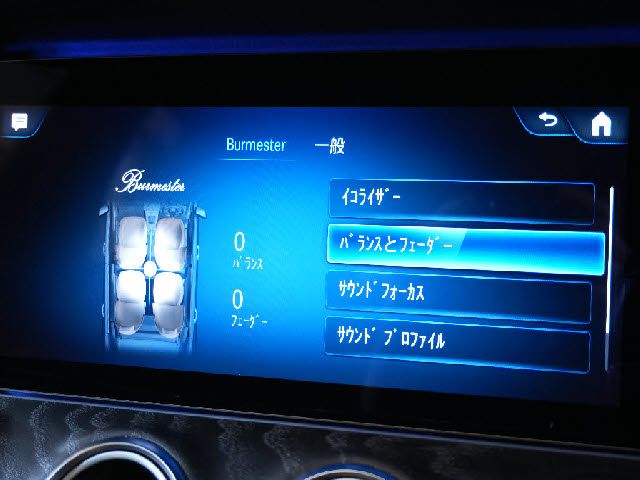 Burmester 一般
Burmester
0
バランス
0
フェーダー
イコライザー
バランスとフェーダー
サウンドフォーカス
サウンド プロファイル